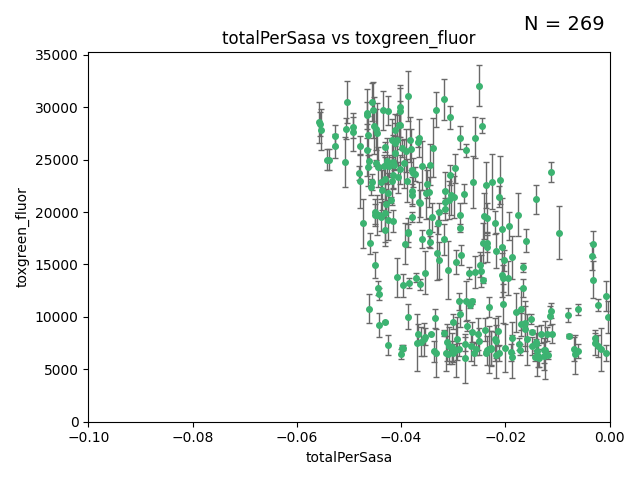 N = 269
totalPerSasa vs toxgreen_fluor
35000
30000
25000
20000
15000
10000
5000
0
toxgreen_fluor
−0.10 −0.08 −0.06 −0.04 −0.02 0.00
totalPerSasa